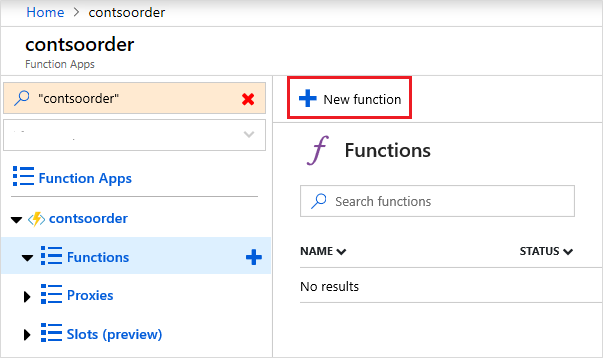 Home > contsoorder
contsoorder
Function Apps
"contsoorder"
Function Apps
contsoorder
Functions
Proxies
Slots (preview)
New function
Functions
Search functions
NAME STATUS
No results